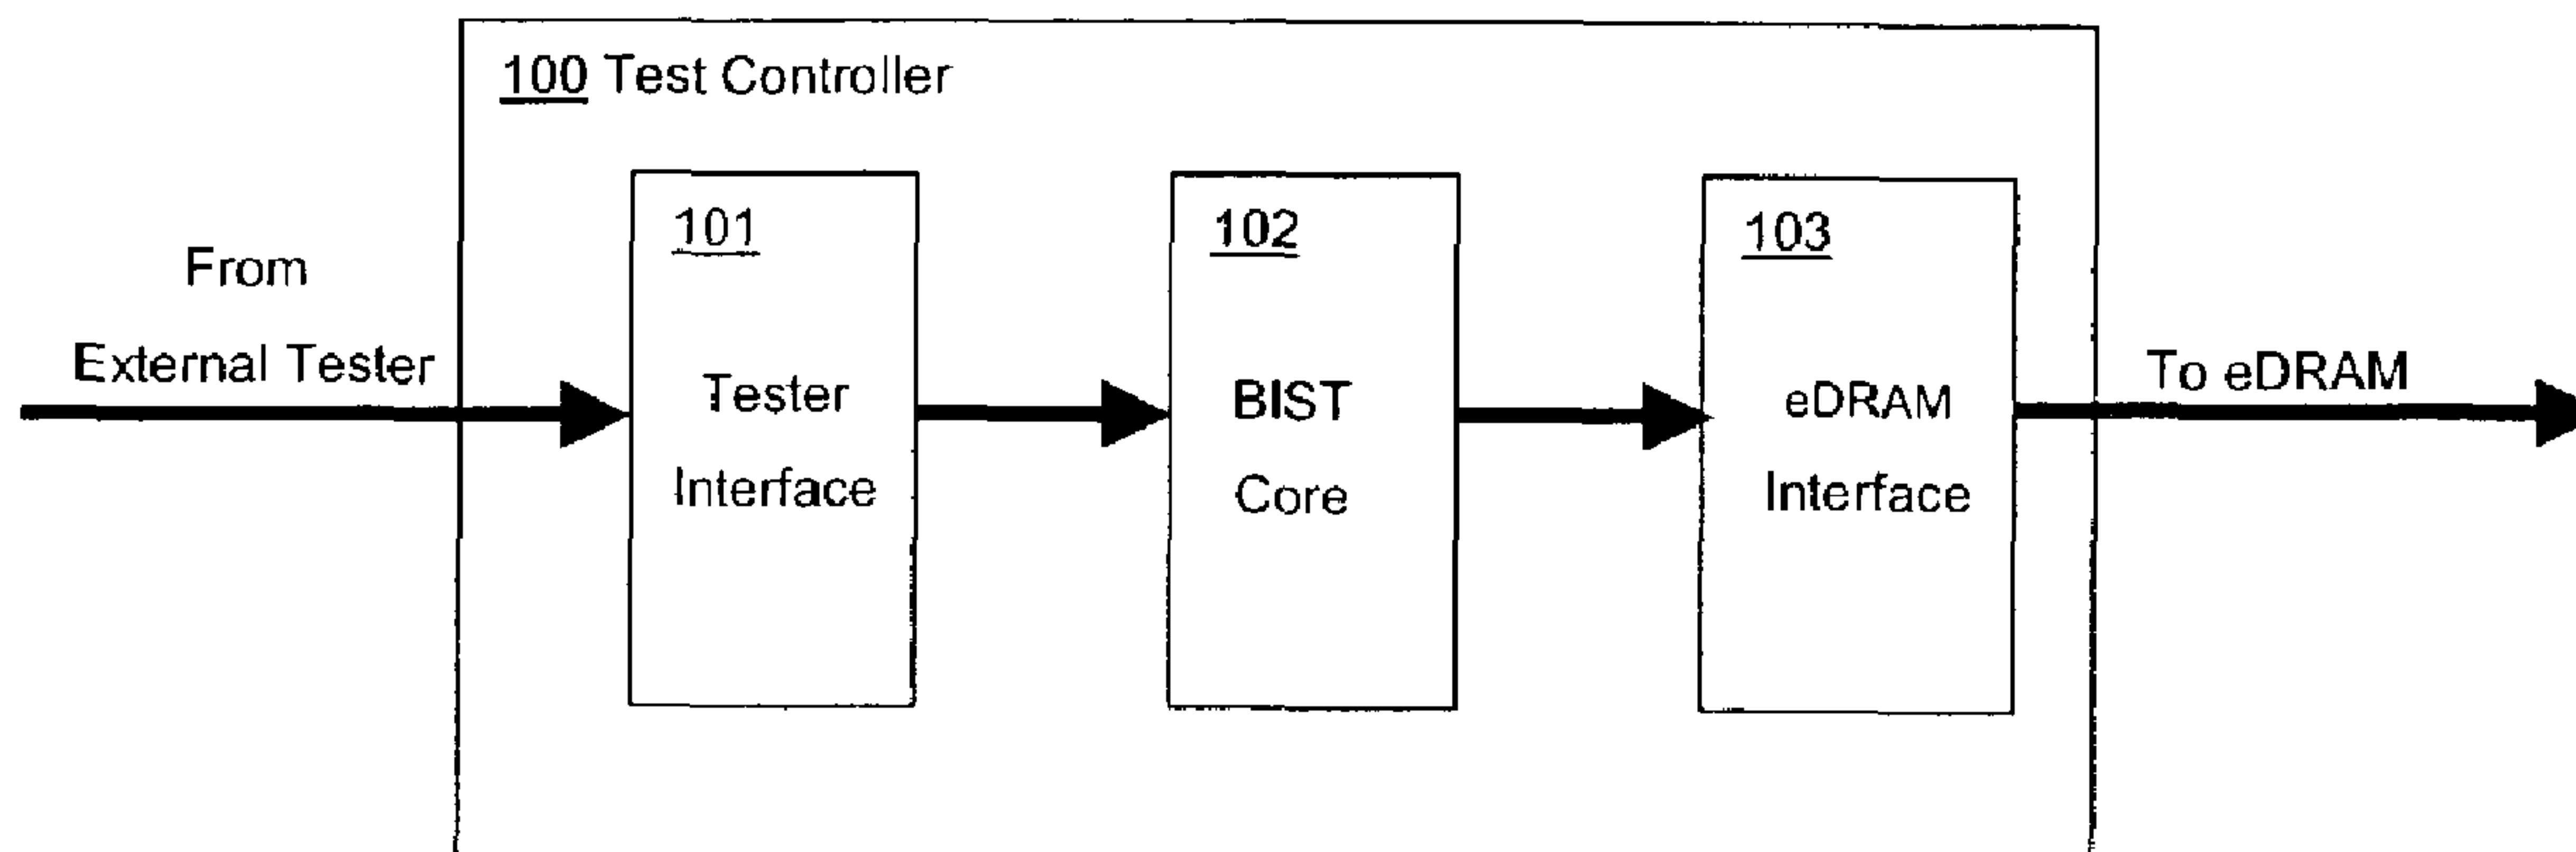 100 Test Controller
From
External Tester
101
Tester
Interface
102
BIST
Core
103
eDRAM
Interface
To eDRAM